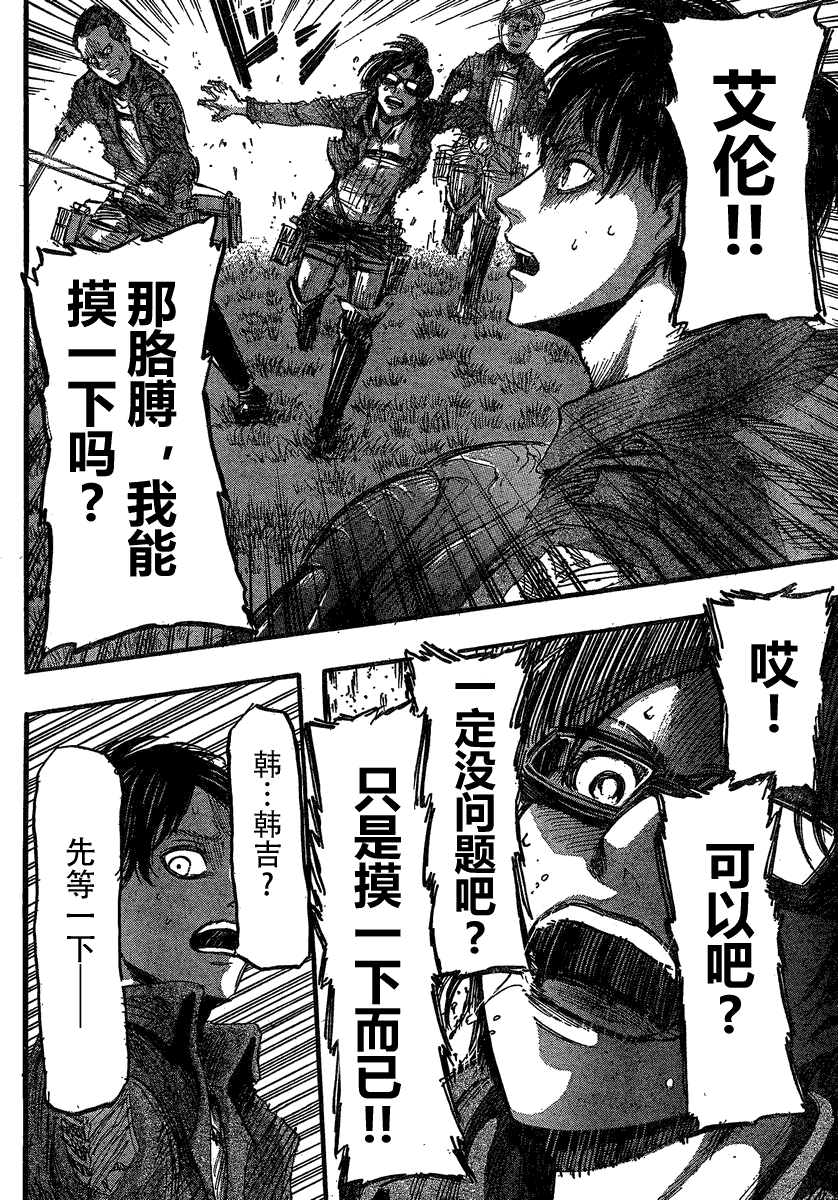 艾伦!!
那胳膊，我能
摸一下吗？
哎！
可以吧？
一定没问题吧？
只是摸一下而已!!
韩…韩吉？
先等一下——